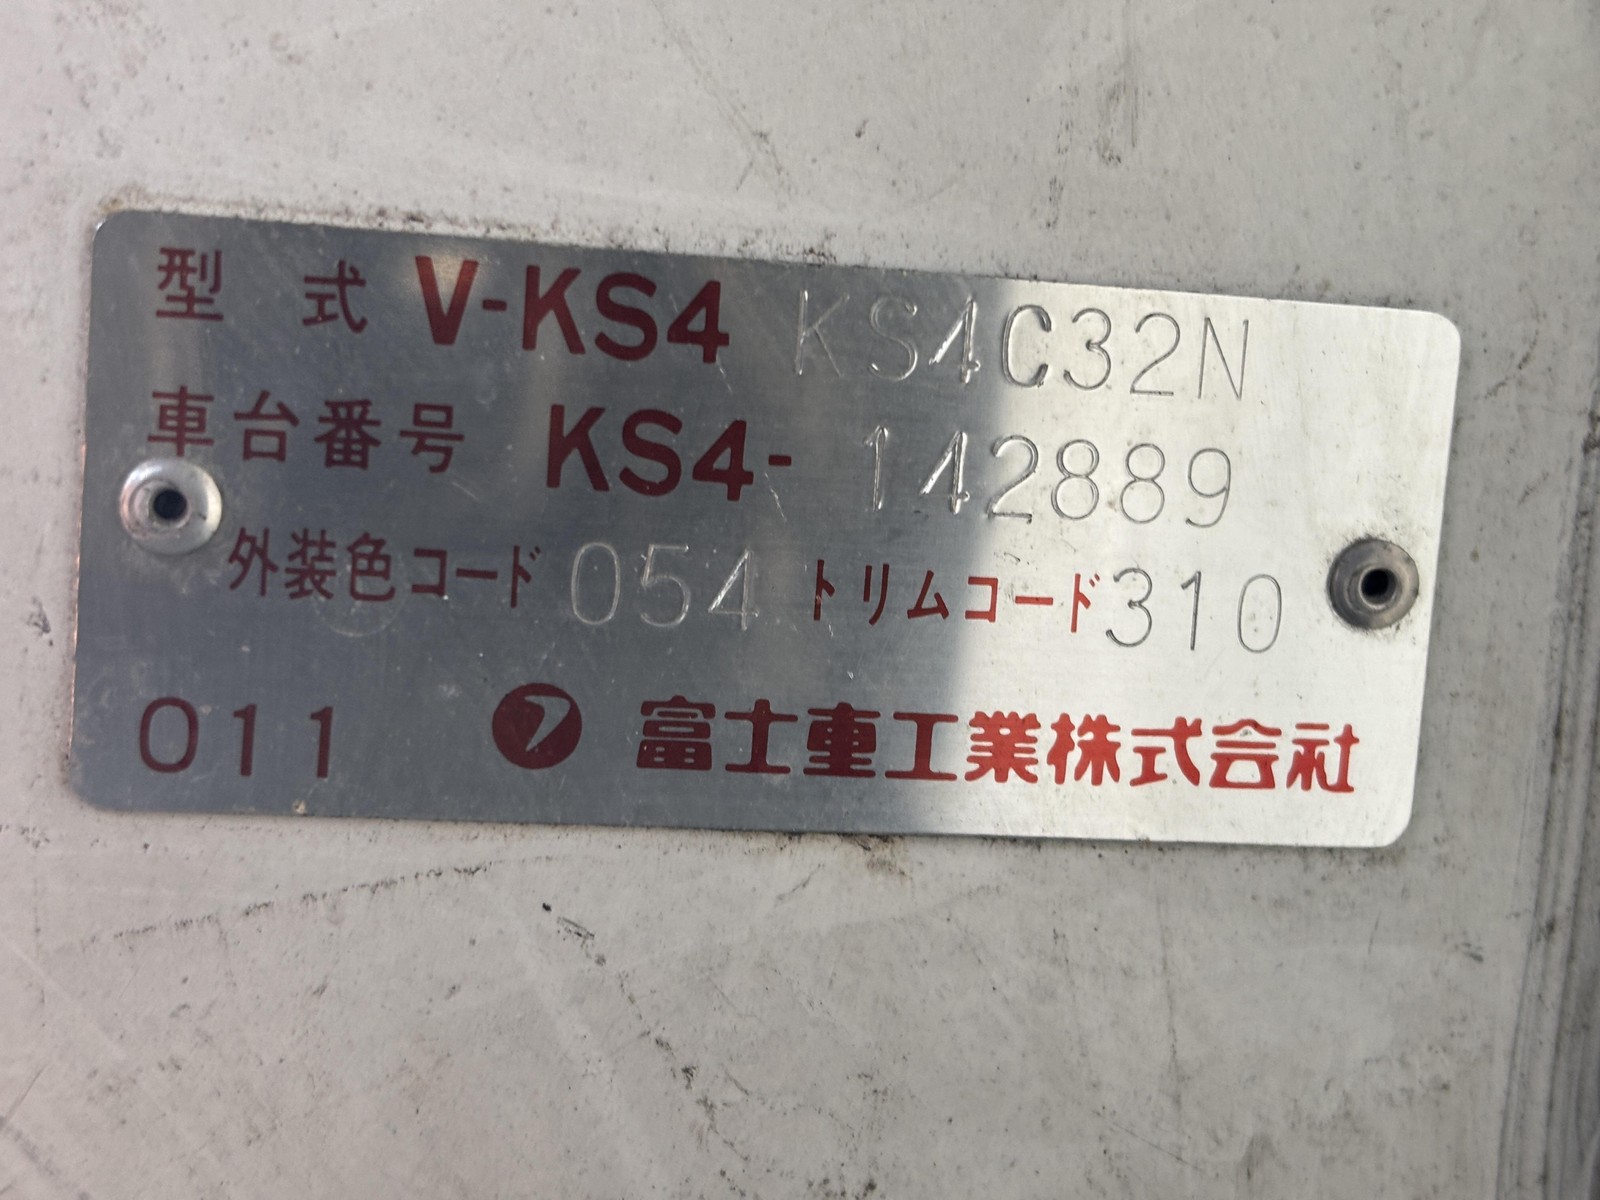 型式 V-KS4 KS4C32N
車台番号 KS4- 142889
外装色コード 054 トリムコード 310
011 富士重工業株式会社